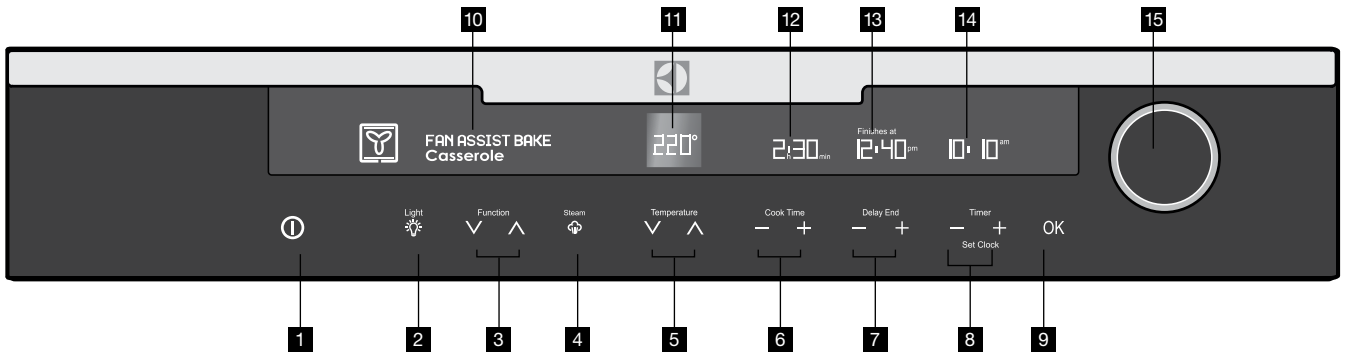 10 11 12 13 14 15
Finishes at
FAN ASSIST BAKE 220° 2h30min 12:40pm 10:10am
Casserole
Light Function Steam Temperature Cook Time Delay End Timer
− + − + − + OK
Set Clock
1 2 3 4 5 6 7 8 9